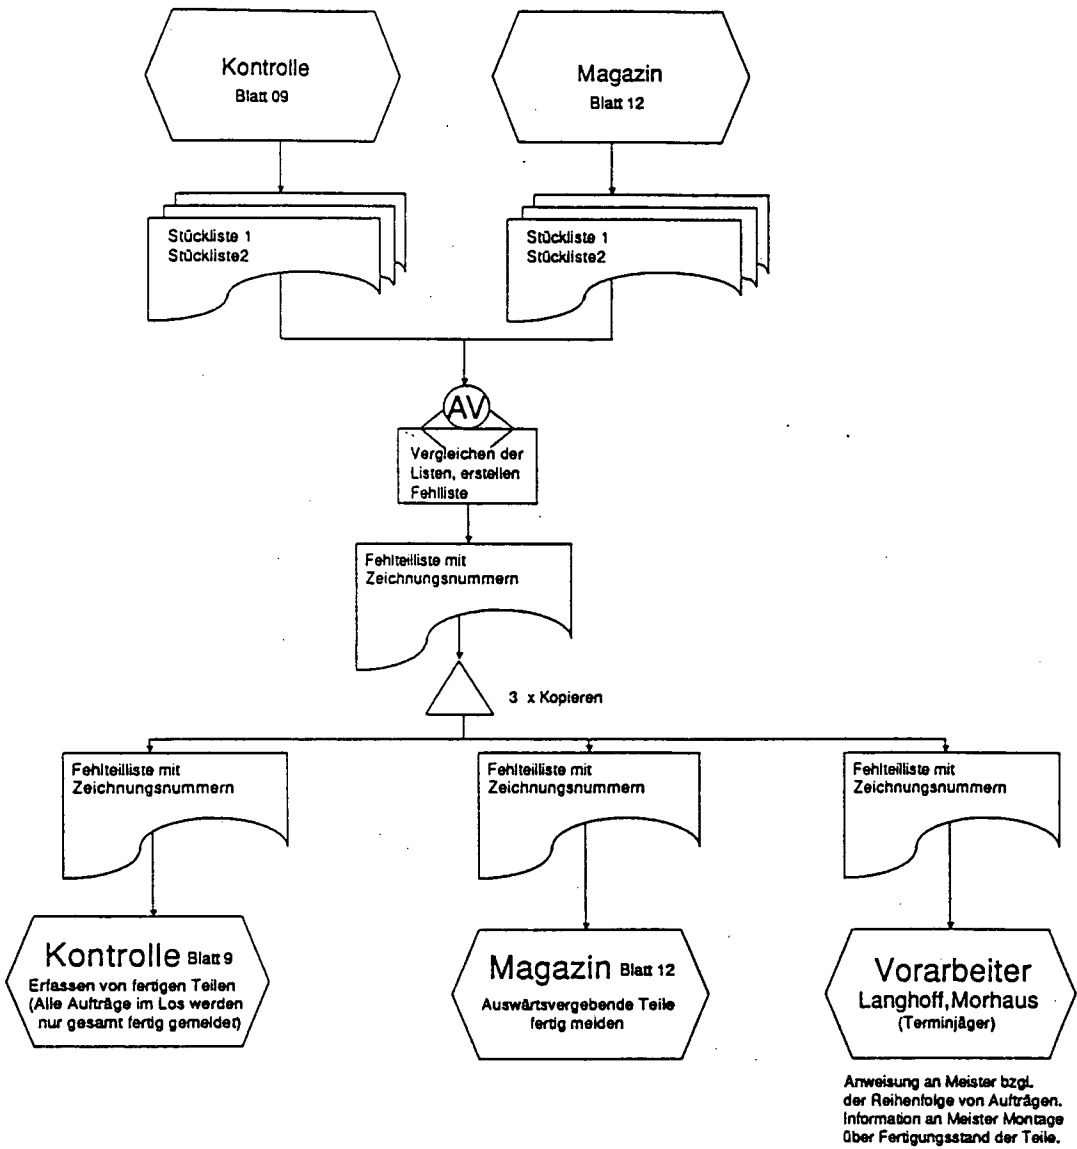 Kontrolle
Blatt 09
Magazin
Blatt 12
Stückliste 1
Stückliste2
Stückliste 1
Stückliste2
AV
Vergleichen der
Listen, erstellen
Fehlliste
Fehlteilliste mit
Zeichnungsnummern
3 x Kopieren
Fehlteilliste mit
Zeichnungsnummern
Fehlteilliste mit
Zeichnungsnummern
Fehlteilliste mit
Zeichnungsnummern
Kontrolle Blatt 9
Erfassen von fertigen Teilen
(Alle Aufträge im Los werden
nur gesamt fertig gemeldet)
Magazin Blatt 12
Auswärtsvergebende Teile
fertig melden
Vorarbeiter
Langhoff, Morhaus
(Terminjäger)
Anweisung an Meister bzgl.
der Reihenfolge von Aufträgen.
Information an Meister Montage
über Fertigungsstand der Teile.